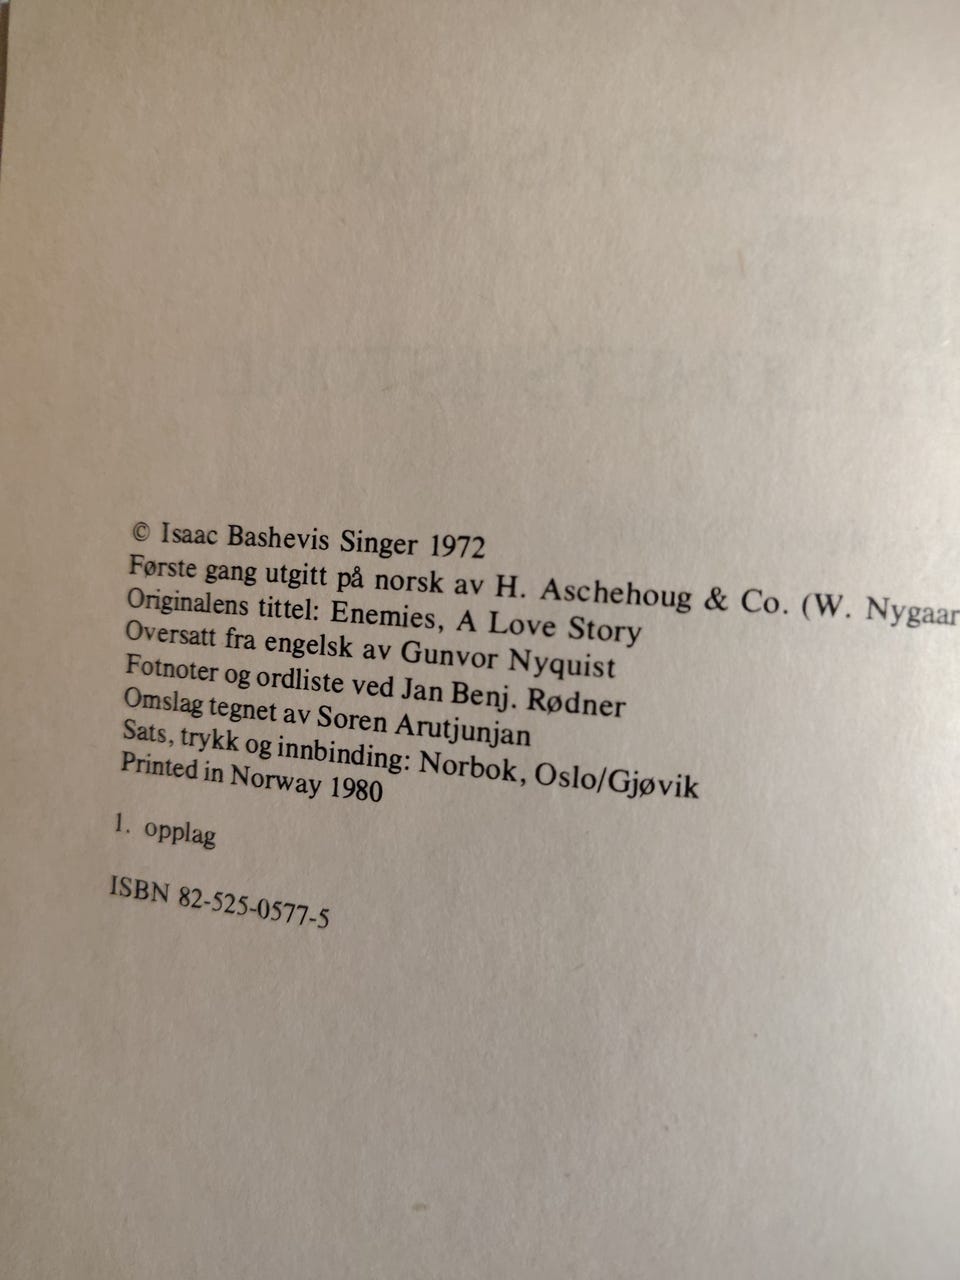 © Isaac Bashevis Singer 1972
Første gang utgitt på norsk av H. Aschehoug & Co. (W. Nygaar
Originalens tittel: Enemies, A Love Story
Oversatt fra engelsk av Gunvor Nyquist
Fotnoter og ordliste ved Jan Benj. Rødner
Omslag tegnet av Soren Arutjunjan
Sats, trykk og innbinding: Norbok, Oslo/Gjøvik
Printed in Norway 1980
1. opplag
ISBN 82-525-0577-5